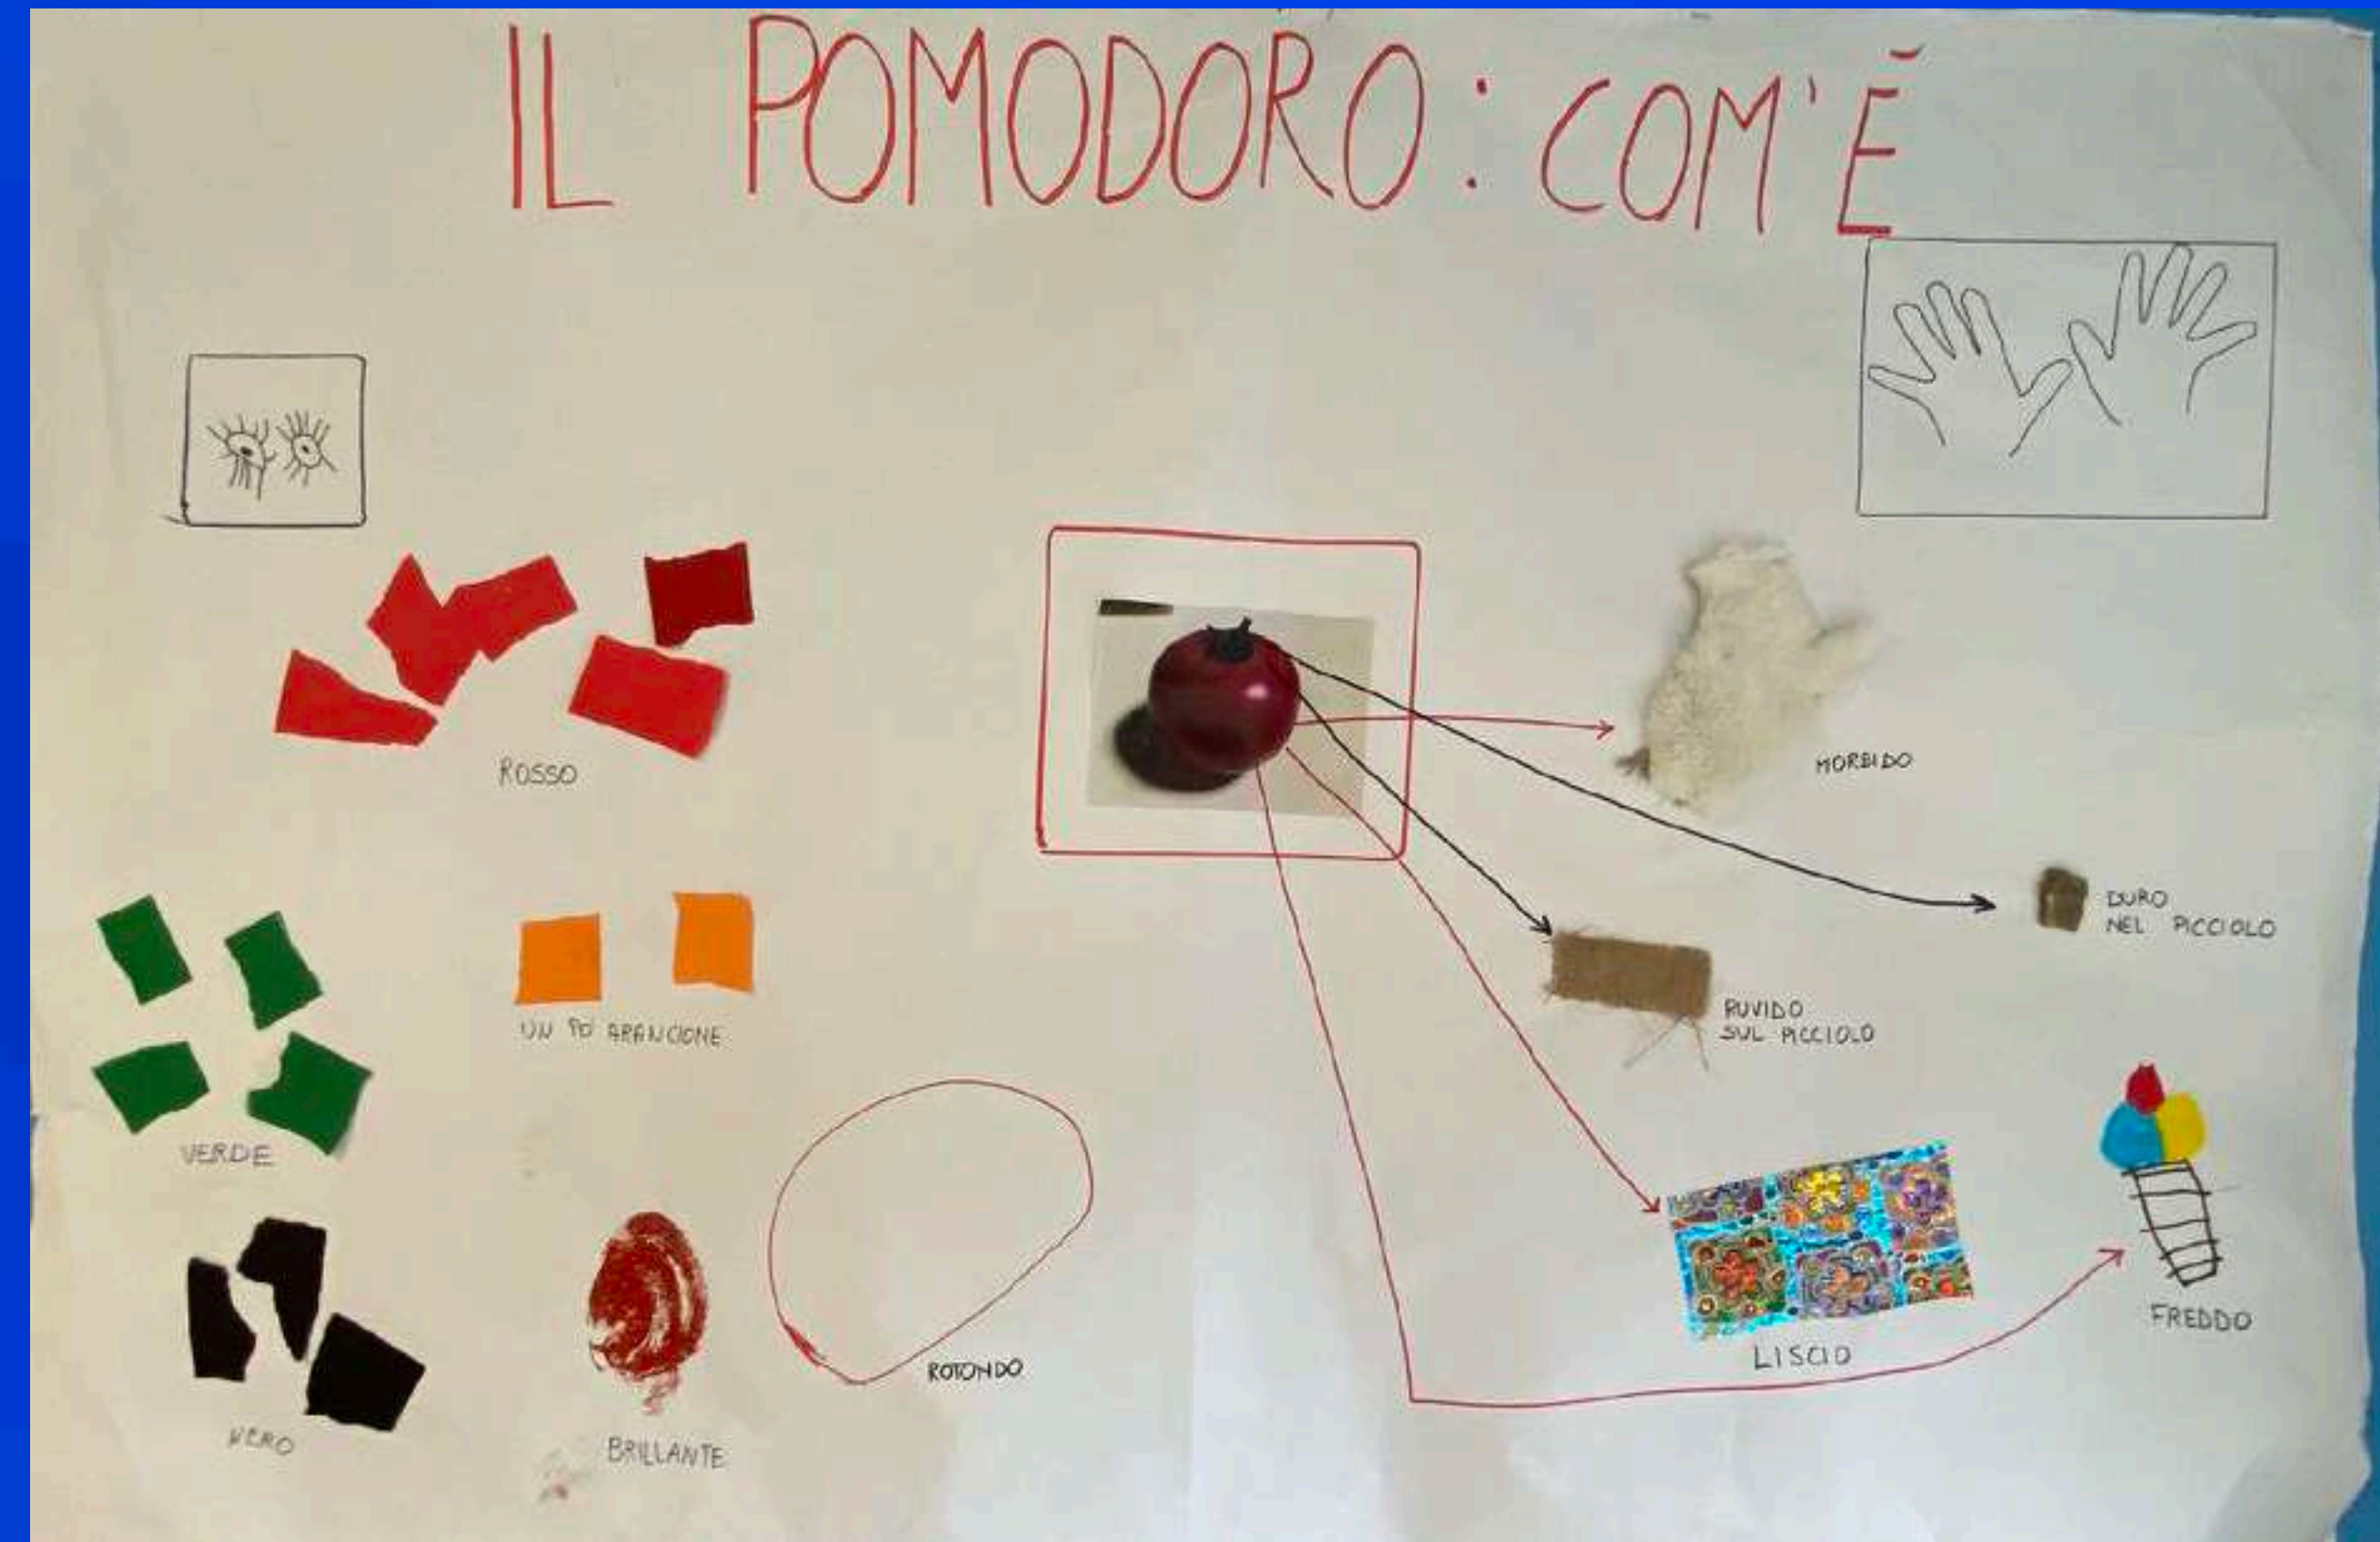 IL POMODORO: COM'È
ROSSO
MORBIDO
DURO
NEL PICCIOLO
UN PO' ARANCIONE
RUVIDO
SUL PICCIOLO
VERDE
LISCIO
FREDDO
ROTONDO
NERO
BRILLANTE